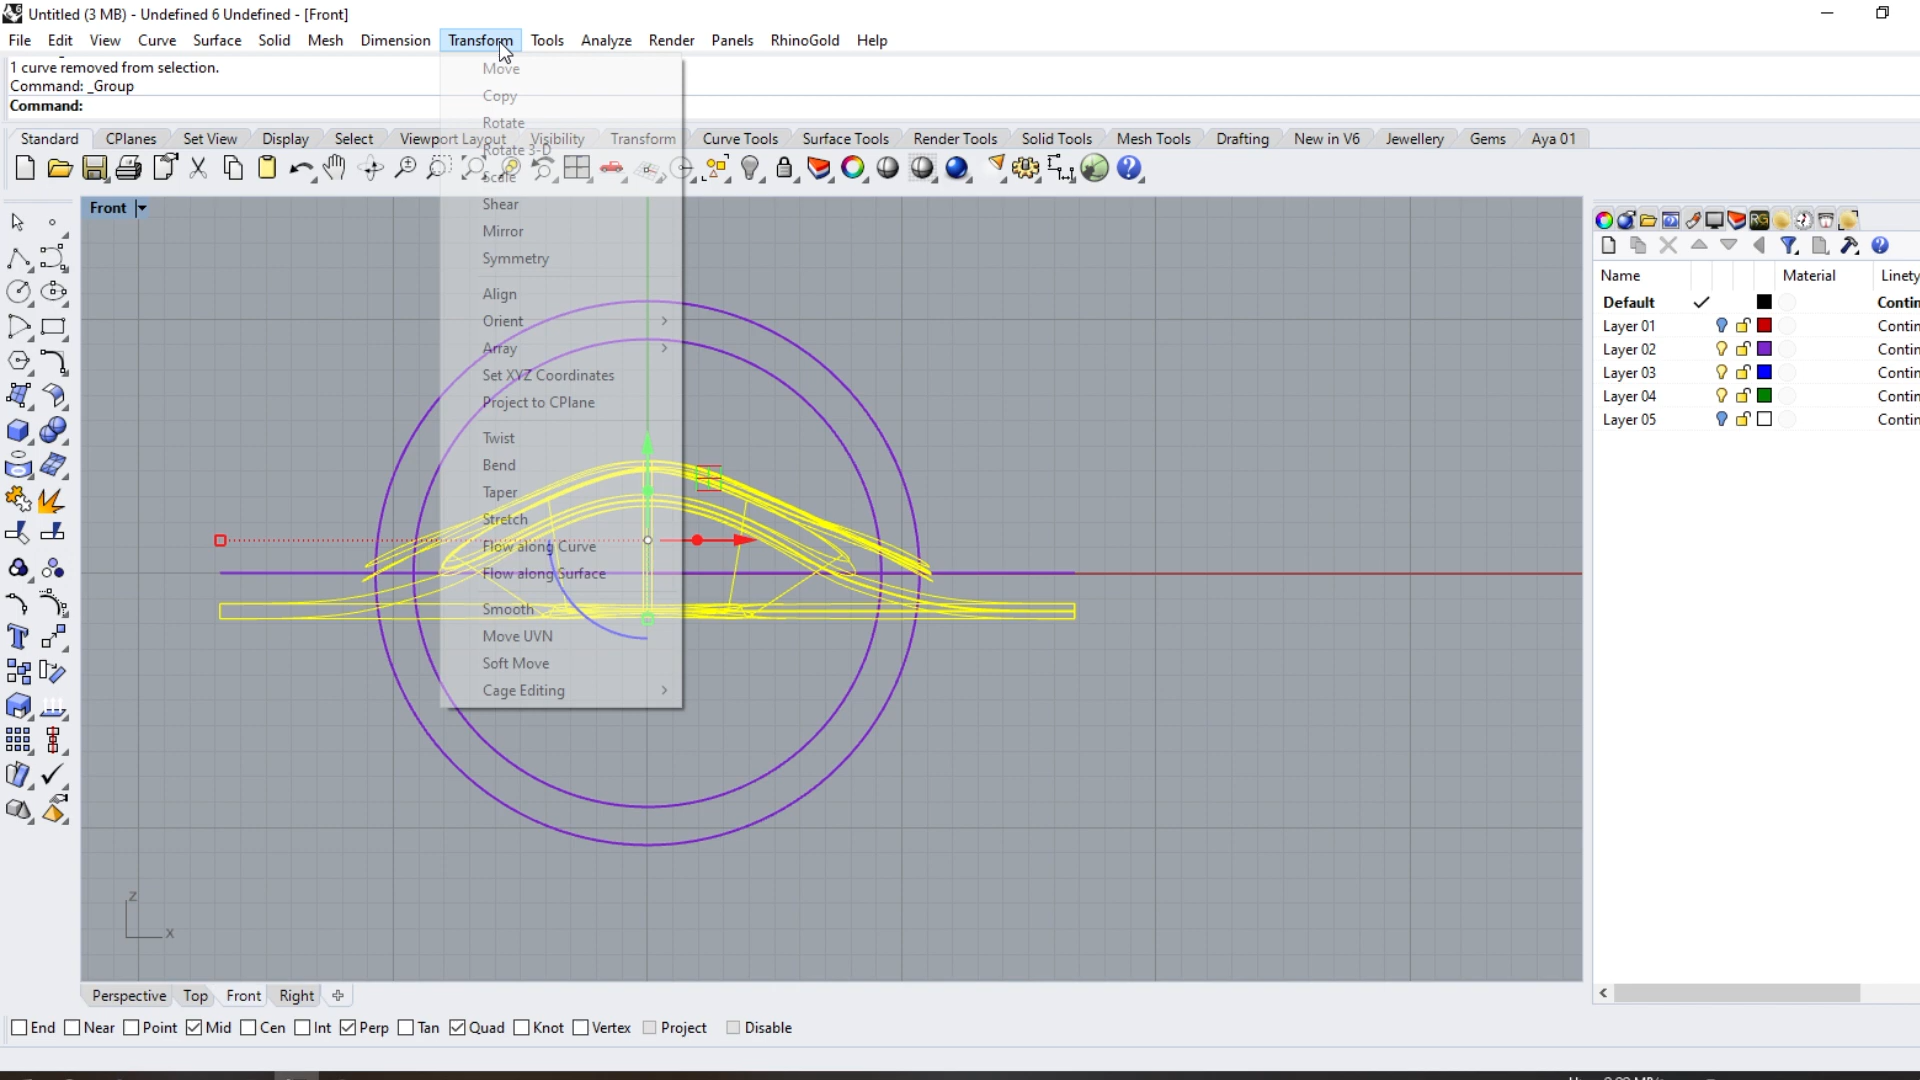 Untitled (3 MB) - Undefined 6 Undefined - [Front]
File Edit View Curve Surface Solid Mesh Dimension Transform Tools Analyze Render Panels RhinoGold Help
1 curve removed from selection.
Command: _Group
Command:
Standard CPlanes Set View Display Select Viewport Layout Visibility Transform Curve Tools Surface Tools Render Tools Solid Tools Mesh Tools Drafting New in V6 Jewellery Gems Aya 01
Move
Copy
Rotate
Rotate 3-D
Scale
Shear
Mirror
Symmetry
Align
Orient
Array
Set XYZ Coordinates
Project to CPlane
Twist
Bend
Taper
Stretch
Flow along Curve
Flow along Surface
Smooth
Move UVN
Soft Move
Cage Editing
Front
z
x
Name Material Linety
Default Contin
Layer 01 Contin
Layer 02 Contin
Layer 03 Contin
Layer 04 Contin
Layer 05 Contin
Perspective Top Front Right
End Near Point Mid Cen Int Perp Tan Quad Knot Vertex Project Disable